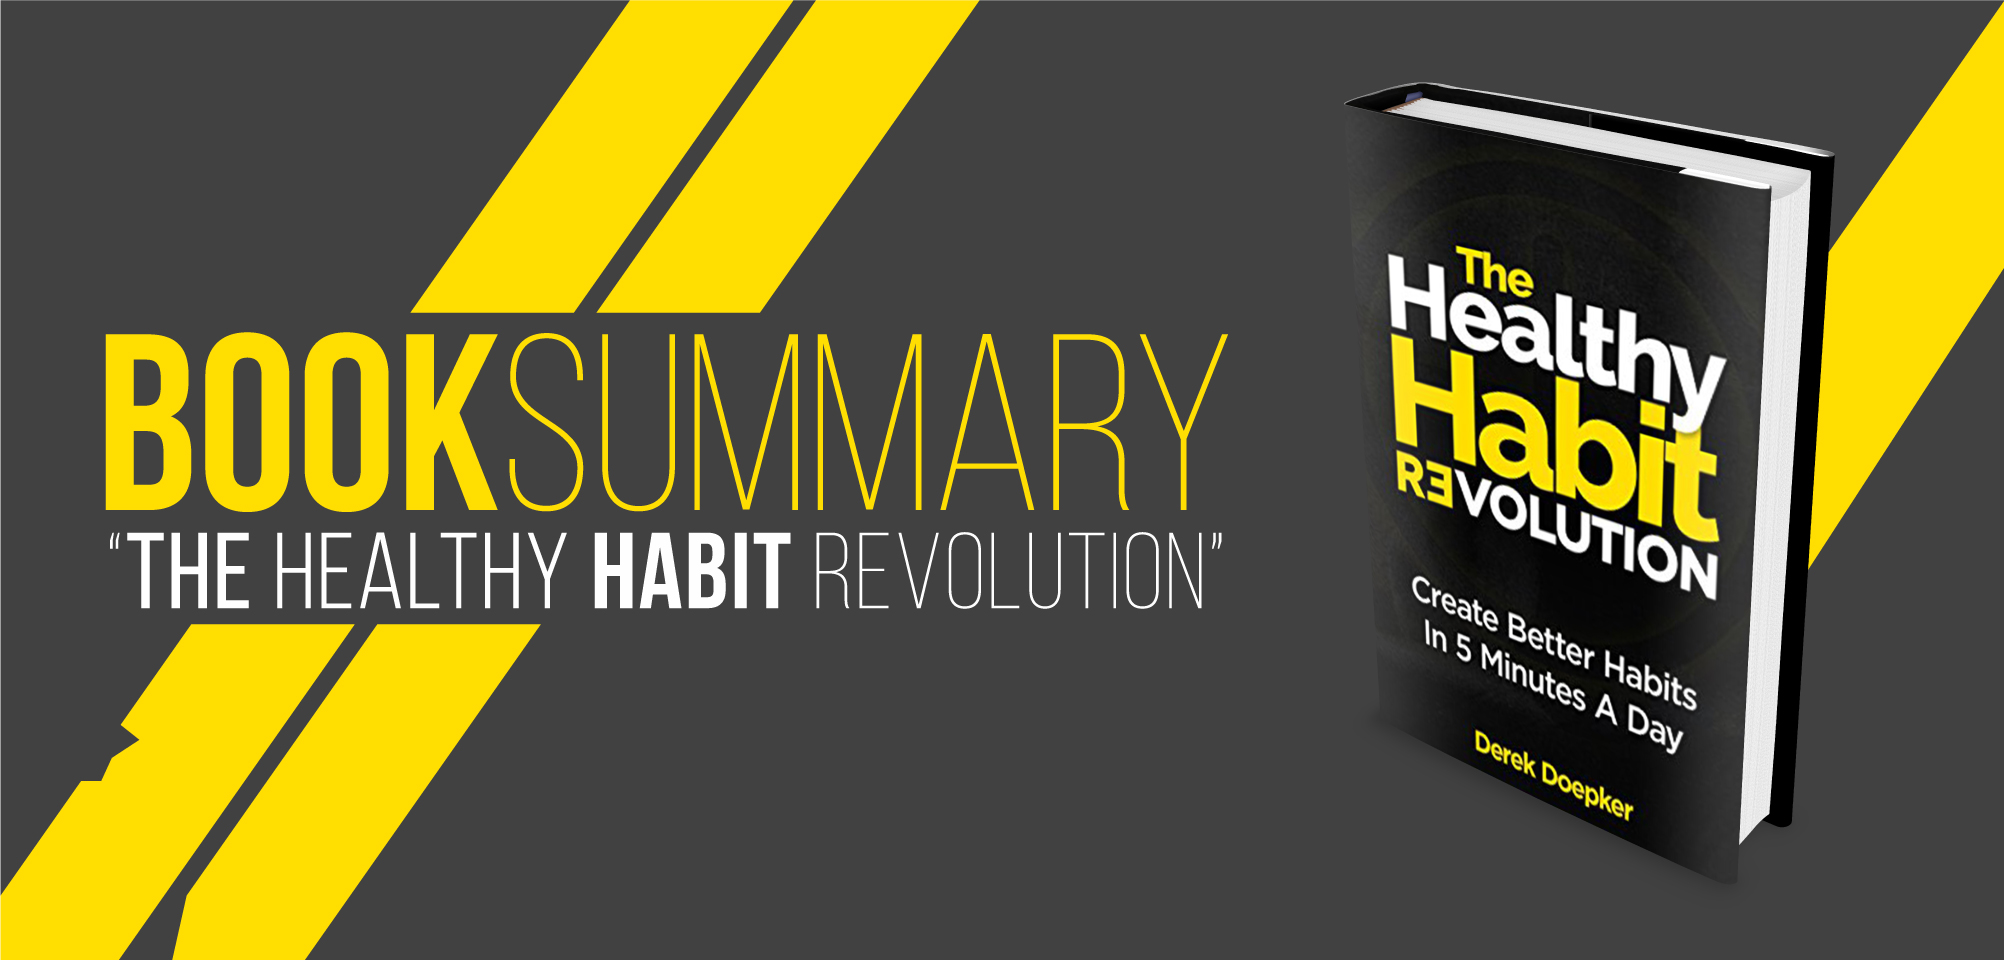 BOOKSUMMARY
“THE HEALTHY HABIT REVOLUTION”
The
Healthy
Habit
REVOLUTION
Create Better Habits
In 5 Minutes A Day
Derek Doepker